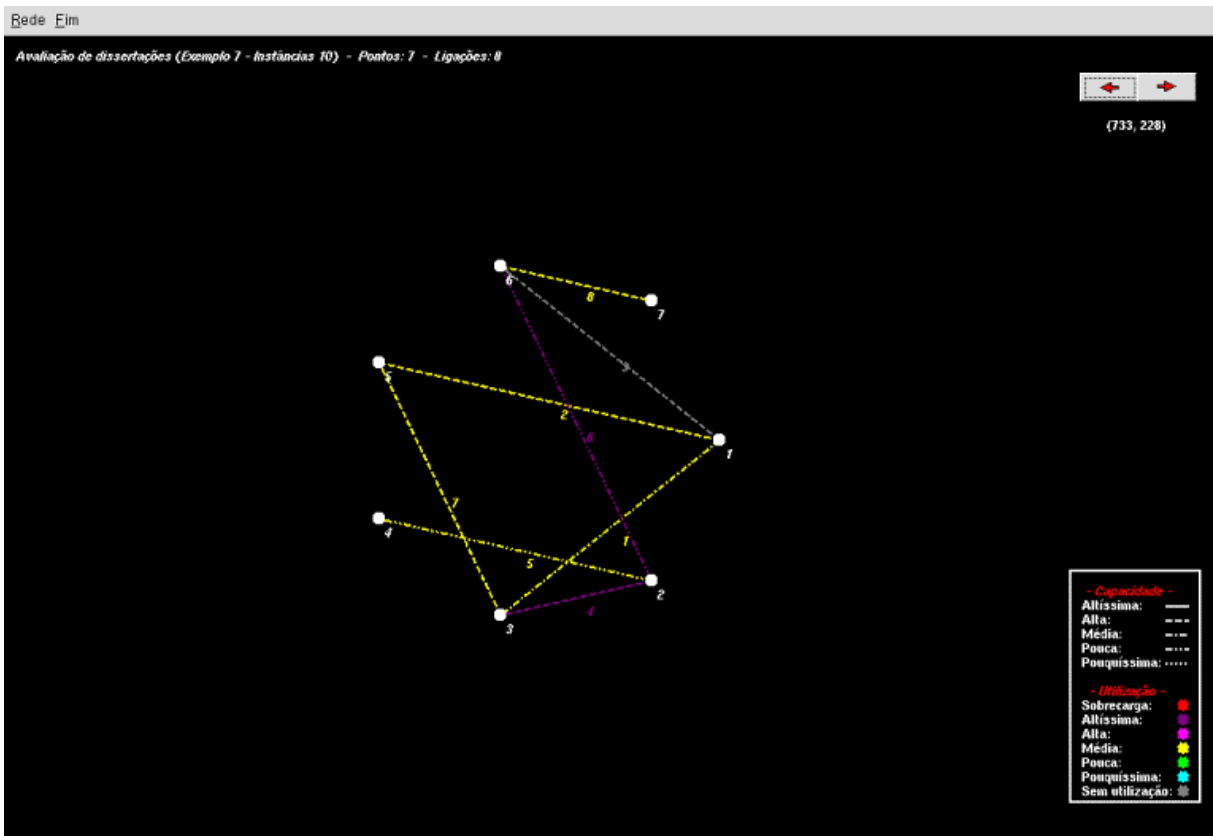 Rede Fim
Avaliação de dissertações (Exemplo 7 - Instâncias 10) - Pontos: 7 - Ligações: 8
(733, 228)
6
8
7
3
5
2
6
1
7
4
1
5
2
4
3
- Capacidade -
Altíssima:
Alta:
Média:
Pouca:
Pouquíssima:
- Utilização -
Sobrecarga:
Altíssima:
Alta:
Média:
Pouca:
Pouquíssima:
Sem utilização: